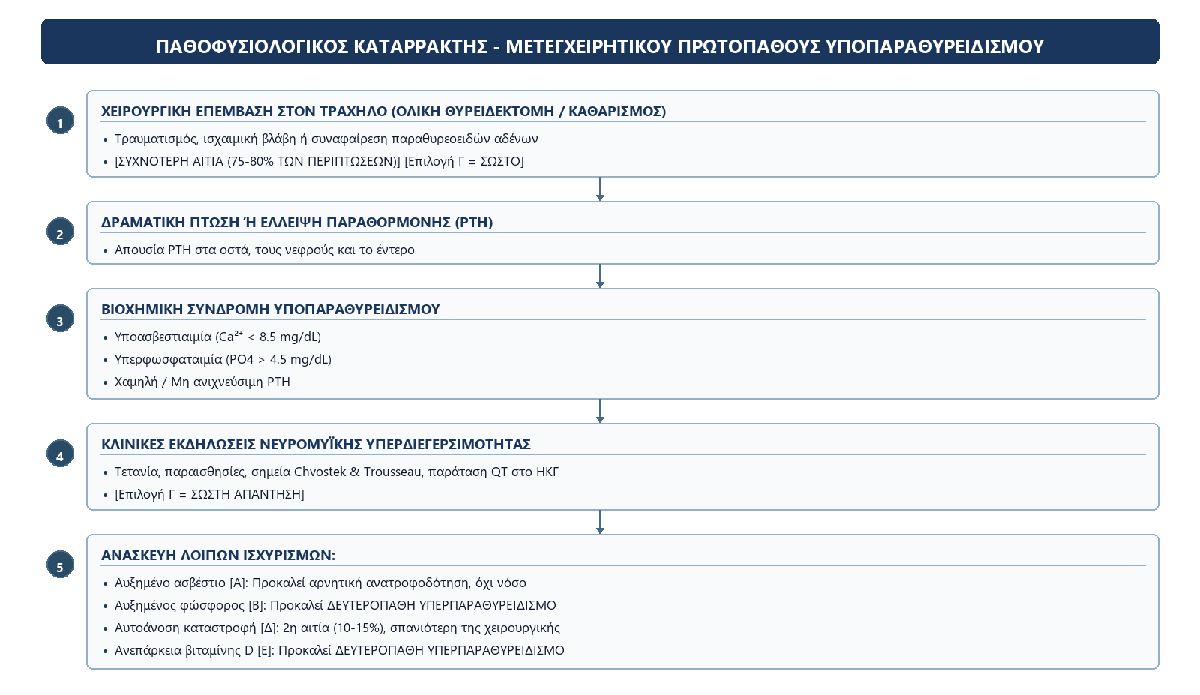 ΠΑΘΟΦΥΣΙΟΛΟΓΙΚΟΣ ΚΑΤΑΡΡΑΚΤΗΣ - ΜΕΤΕΓΧΕΙΡΗΤΙΚΟΥ ΠΡΩΤΟΠΑΘΟΥΣ ΥΠΟΠΑΡΑΘΥΡΕΙΔΙΣΜΟΥ
1
ΧΕΙΡΟΥΡΓΙΚΗ ΕΠΕΜΒΑΣΗ ΣΤΟΝ ΤΡΑΧΗΛΟ (ΟΛΙΚΗ ΘΥΡΕΙΔΕΚΤΟΜΗ / ΚΑΘΑΡΙΣΜΟΣ)
• Τραυματισμός, ισχαιμική βλάβη ή συναφαίρεση παραθυρεοειδών αδένων
• [ΣΥΧΝΟΤΕΡΗ ΑΙΤΙΑ (75-80% ΤΩΝ ΠΕΡΙΠΤΩΣΕΩΝ)] [Επιλογή Γ = ΣΩΣΤΟ]
2
ΔΡΑΜΑΤΙΚΗ ΠΤΩΣΗ Ή ΕΛΛΕΙΨΗ ΠΑΡΑΘΟΡΜΟΝΗΣ (PTH)
• Απουσία PTH στα οστά, τους νεφρούς και το έντερο
3
ΒΙΟΧΗΜΙΚΗ ΣΥΝΔΡΟΜΗ ΥΠΟΠΑΡΑΘΥΡΕΙΔΙΣΜΟΥ
• Υποασβεστιαιμία (Ca²⁺ < 8.5 mg/dL)
• Υπερφωσφαταιμία (PO4 > 4.5 mg/dL)
• Χαμηλή / Μη ανιχνεύσιμη PTH
4
ΚΛΙΝΙΚΕΣ ΕΚΔΗΛΩΣΕΙΣ ΝΕΥΡΟΜΥΪΚΗΣ ΥΠΕΡΔΙΕΓΕΡΣΙΜΟΤΗΤΑΣ
• Τετανία, παραισθησίες, σημεία Chvostek & Trousseau, παράταση QT στο ΗΚΓ
• [Επιλογή Γ = ΣΩΣΤΗ ΑΠΑΝΤΗΣΗ]
5
ΑΝΑΣΚΕΥΗ ΛΟΙΠΩΝ ΙΣΧΥΡΙΣΜΩΝ:
• Αυξημένο ασβέστιο [Α]: Προκαλεί αρνητική ανατροφοδότηση, όχι νόσο
• Αυξημένος φώσφορος [Β]: Προκαλεί ΔΕΥΤΕΡΟΠΑΘΗ ΥΠΕΡΠΑΡΑΘΥΡΕΙΔΙΣΜΟ
• Αυτοάνοση καταστροφή [Δ]: 2η αιτία (10-15%), σπανιότερη της χειρουργικής
• Ανεπάρκεια βιταμίνης D [Ε]: Προκαλεί ΔΕΥΤΕΡΟΠΑΘΗ ΥΠΕΡΠΑΡΑΘΥΡΕΙΔΙΣΜΟ